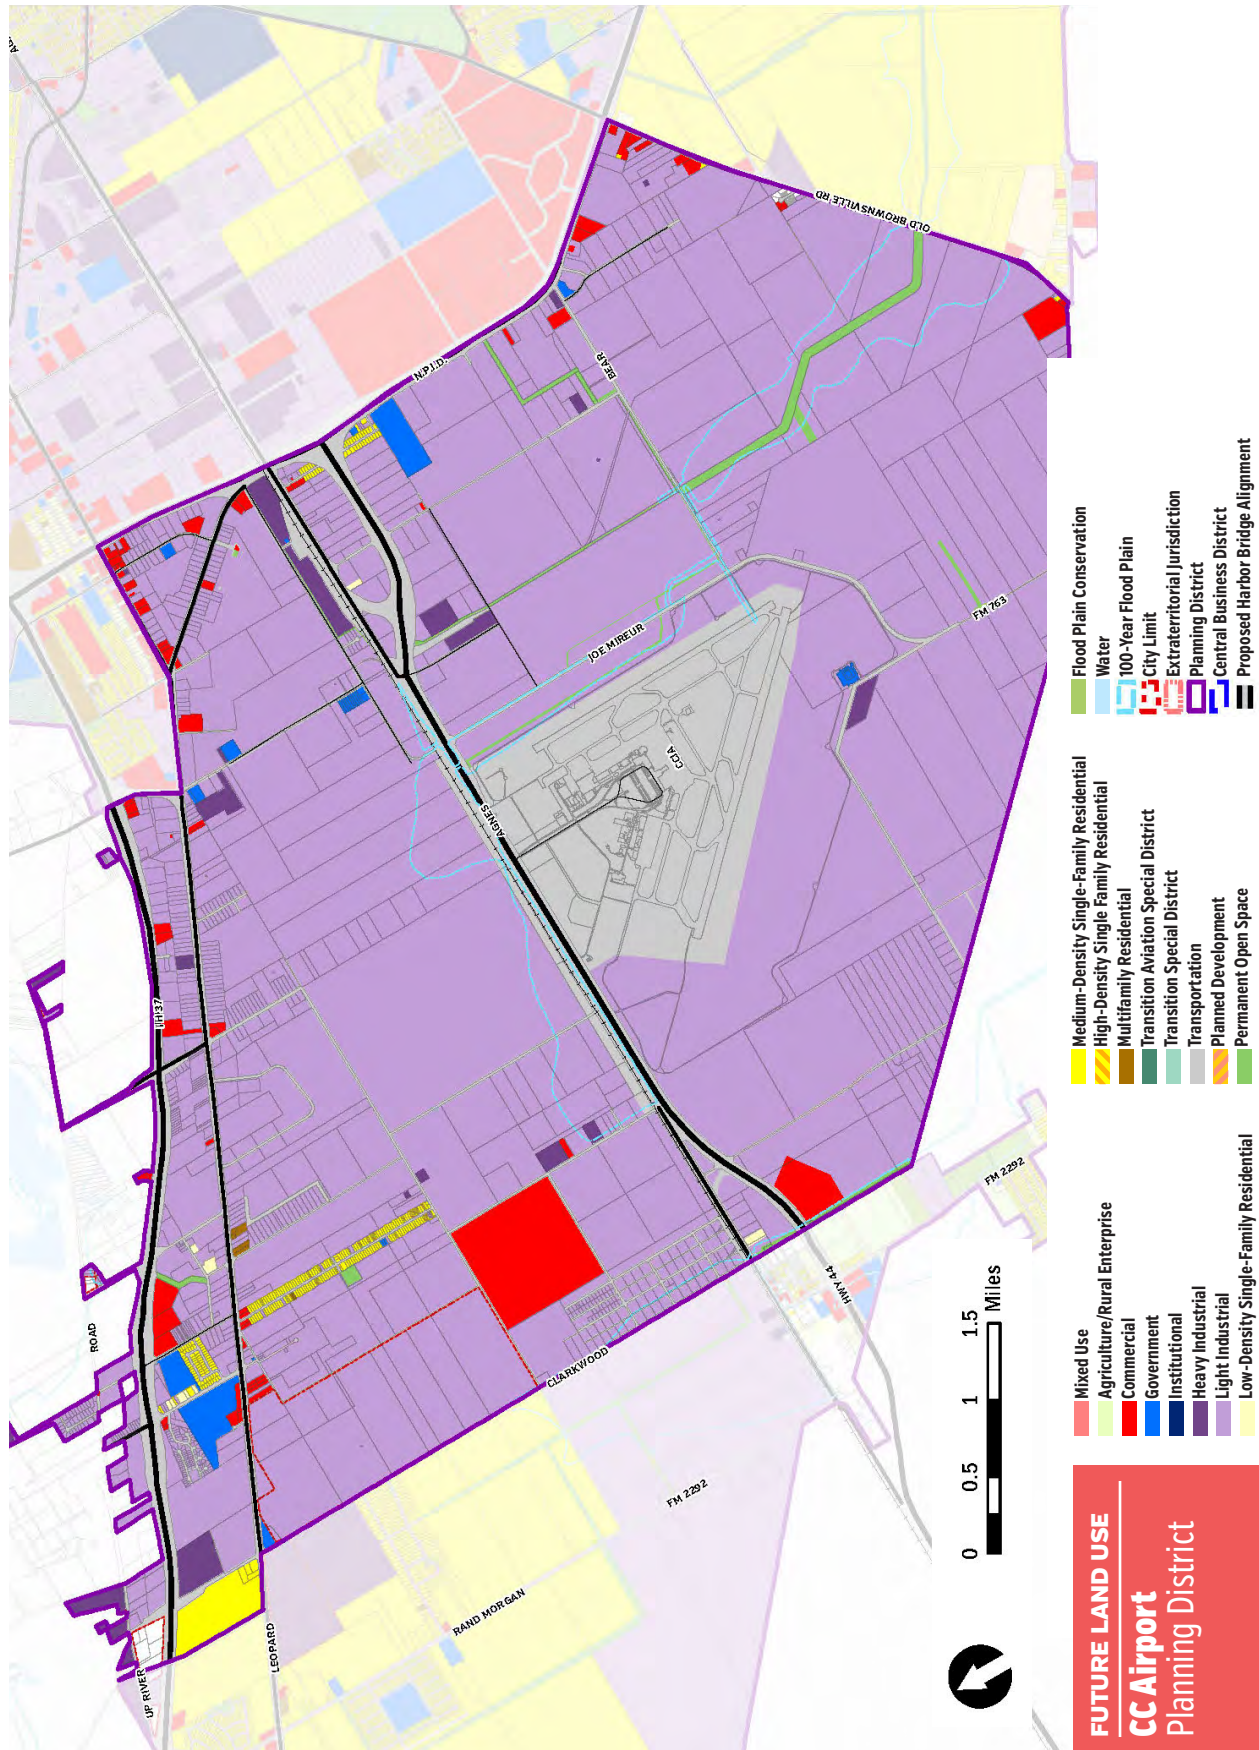 AG
N.P.I.D.
BEAR
OLD BROWNSVILLE RD
JOE MIREUR
FM 763
CCIA
AGNES
IH 37
ROAD
CLARKWOOD
HWY 44
FM 2292
FM 2292
RAND MORGAN
LEOPARD
UP RIVER
0 0.5 1 1.5
Miles
FUTURE LAND USE
CC Airport
Planning District
Mixed Use
Agriculture/Rural Enterprise
Commercial
Government
Institutional
Heavy Industrial
Light Industrial
Low-Density Single-Family Residential
Medium-Density Single-Family Residential
High-Density Single Family Residential
Multifamily Residential
Transition Aviation Special District
Transition Special District
Transportation
Planned Development
Permanent Open Space
Flood Plain Conservation
Water
100-Year Flood Plain
City Limit
Extraterritorial Jurisdiction
Planning District
Central Business District
Proposed Harbor Bridge Alignment